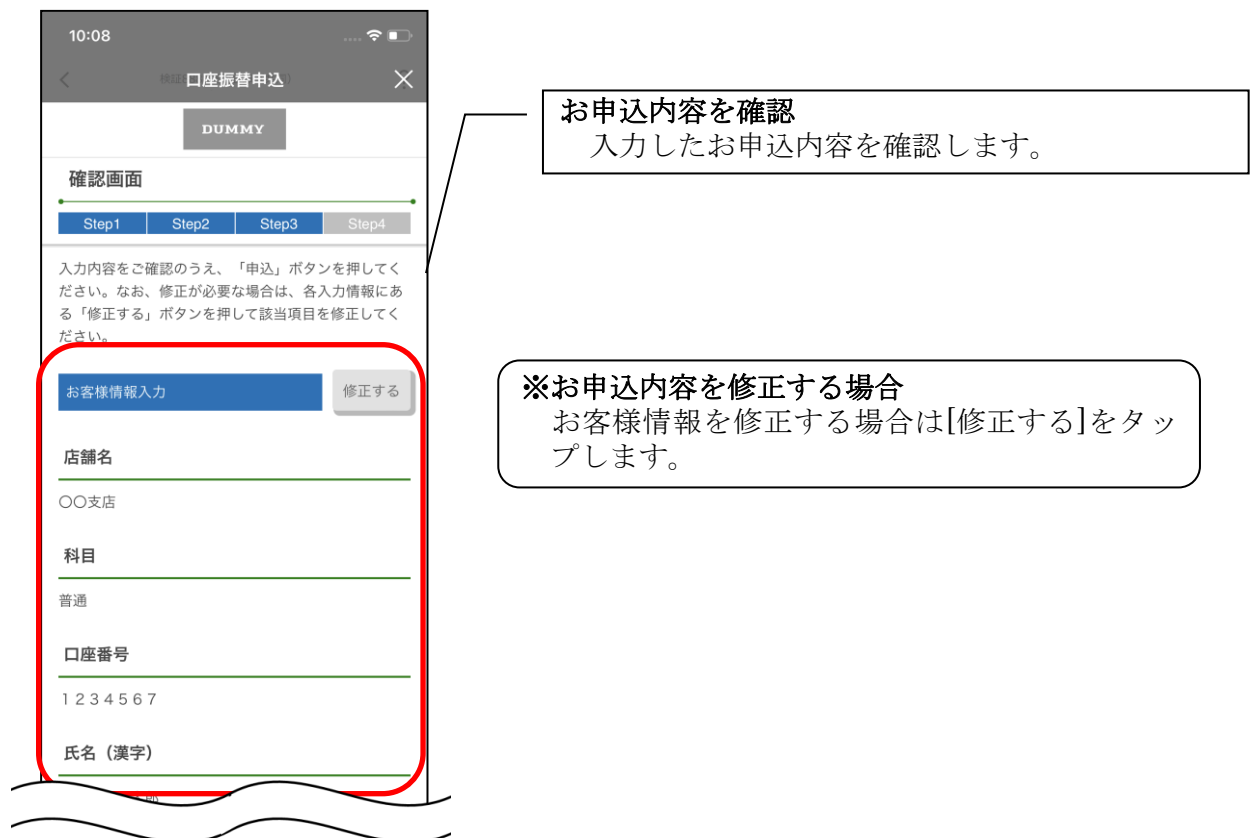 10:08
口座振替申込
DUMMY
確認画面
Step1 Step2 Step3 Step4
入力内容をご確認のうえ、「申込」ボタンを押してく
ださい。なお、修正が必要な場合は、各入力情報にあ
る「修正する」ボタンを押して該当項目を修正してく
ださい。
お客様情報入力 修正する
店舗名
〇〇支店
科目
普通
口座番号
１２３４５６７
氏名（漢字）
お申込内容を確認
入力したお申込内容を確認します。
※お申込内容を修正する場合
お客様情報を修正する場合は[修正する]をタッ
プします。